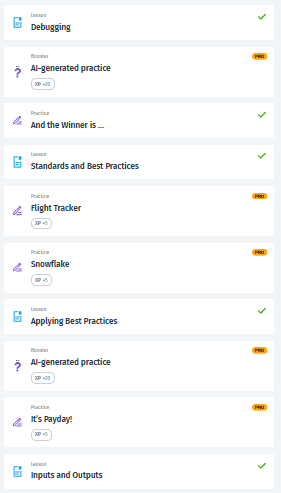 Lesson
Debugging
Booster
PRO
AI-generated practice
XP +20
Practice
And the Winner is ...
Lesson
Standards and Best Practices
Practice
PRO
Flight Tracker
XP +5
Practice
PRO
Snowflake
XP +5
Lesson
Applying Best Practices
Booster
PRO
AI-generated practice
XP +20
Practice
PRO
It's Payday!
XP +5
Lesson
Inputs and Outputs